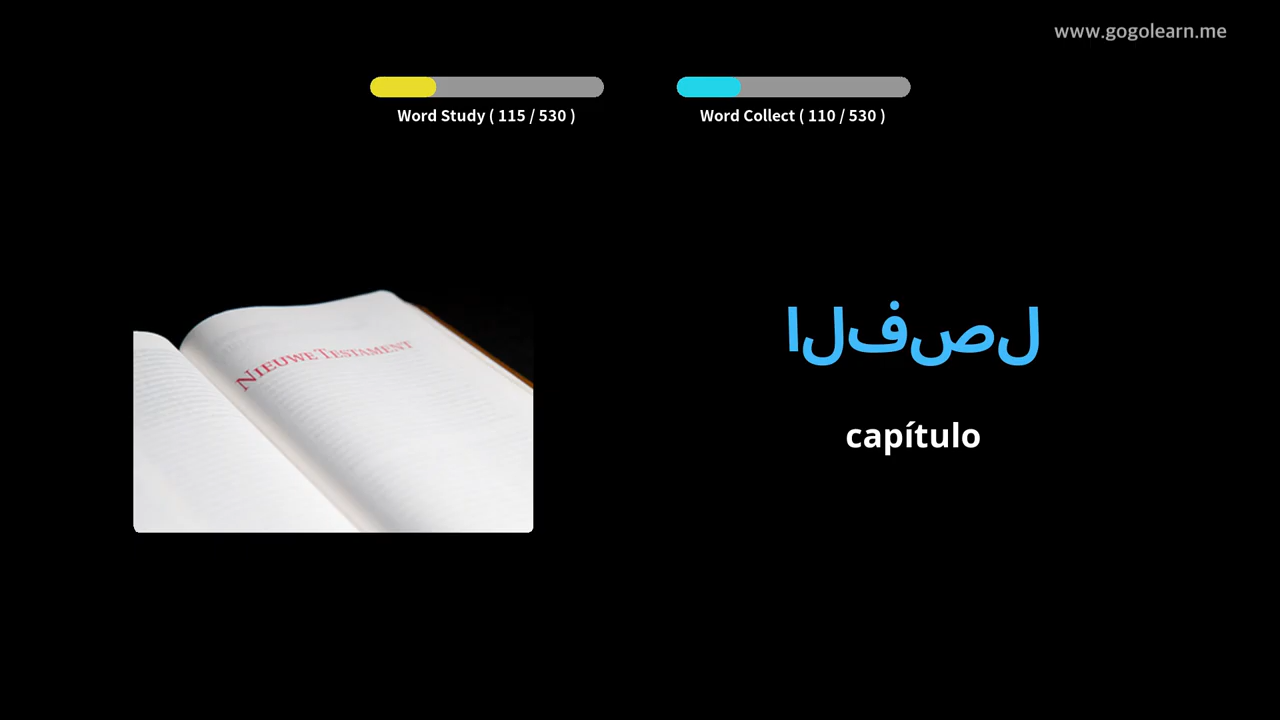 www.gogolearn.me
Word Study ( 115 / 530 )
Word Collect ( 110 / 530 )
NIEUWE TESTAMENT
الفصل
capítulo